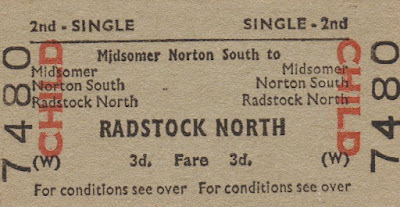 2nd - SINGLE SINGLE - 2nd
Midsomer Norton South to
Midsomer Midsomer
Norton South Norton South
Radstock North Radstock North
RADSTOCK NORTH
(W) 3d. Fare 3d. (W)
For conditions see over For conditions see over
7480
CHILD
CHILD
7480